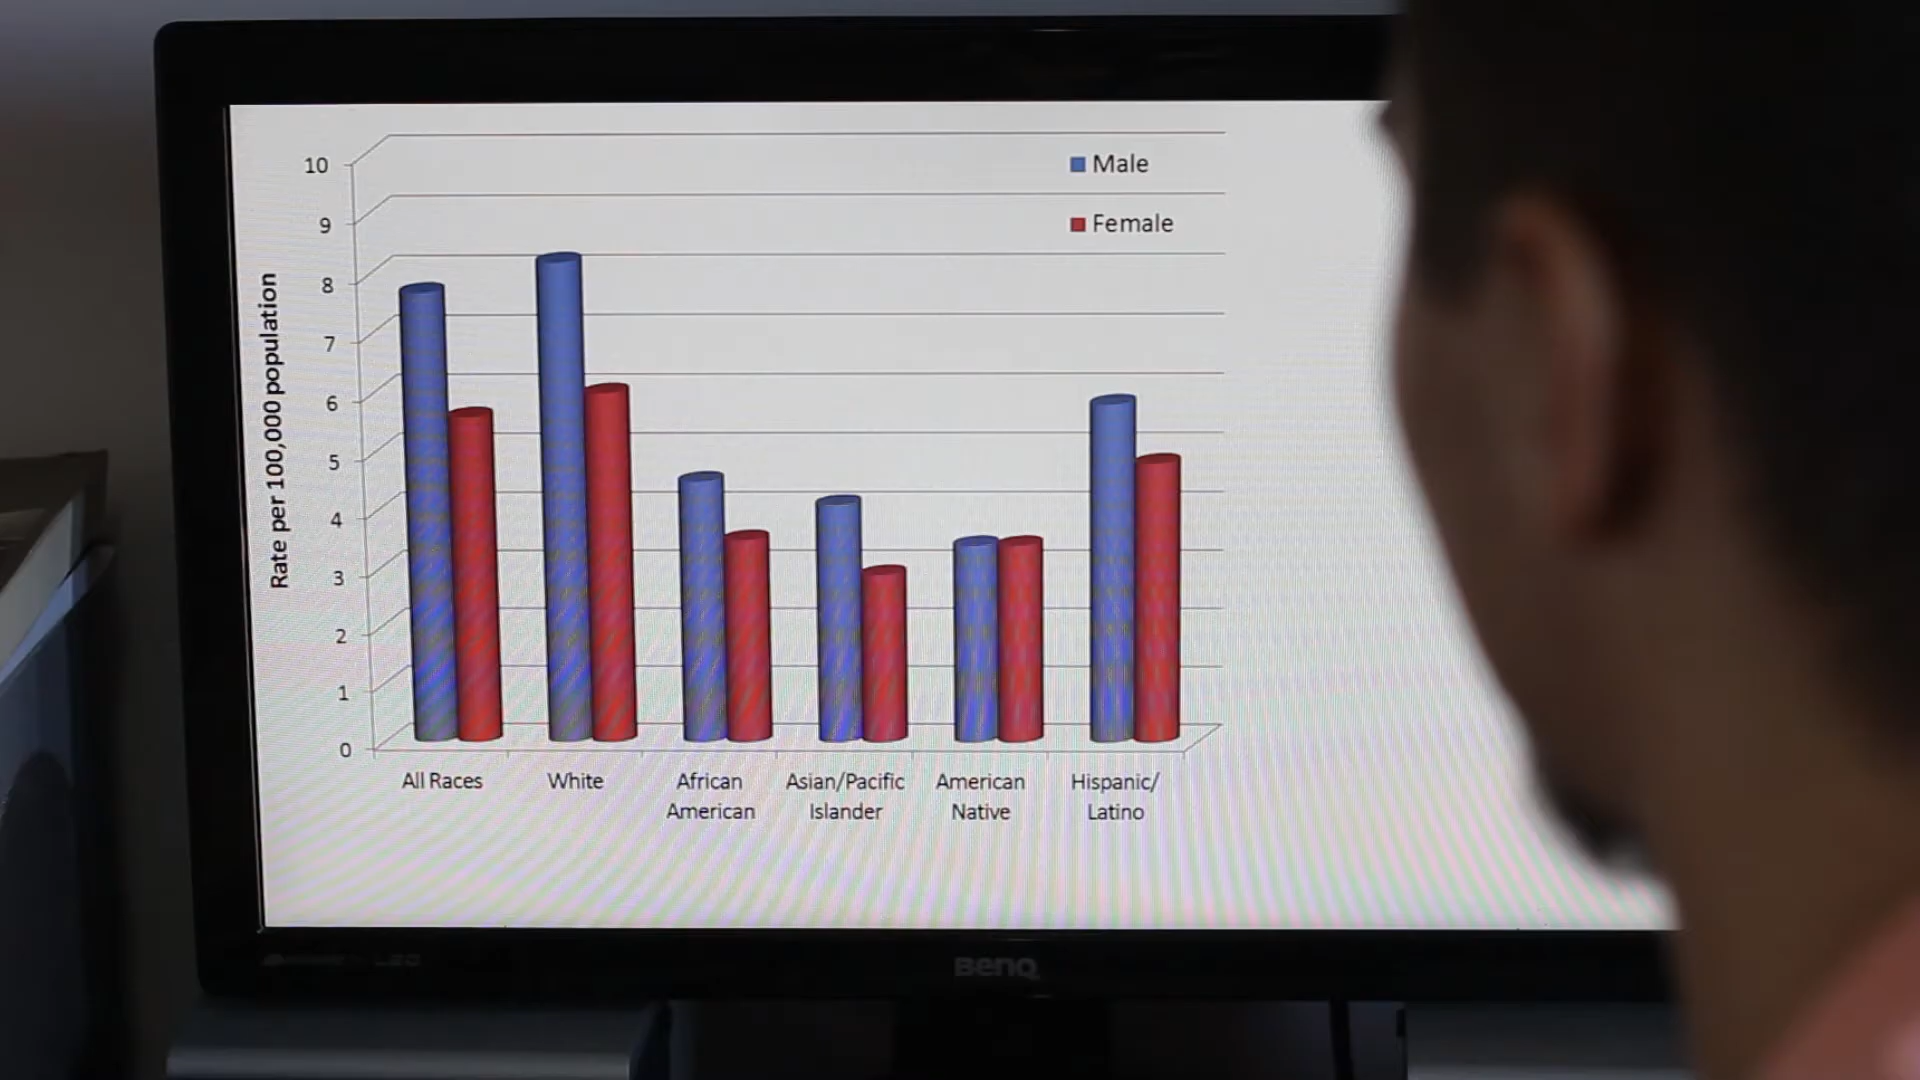 10
9
8
7
6
5
4
3
2
1
0
Rate per 100,000 population
Male
Female
All Races
White
African
American
Asian/Pacific
Islander
American
Native
Hispanic/
Latino
BenQ